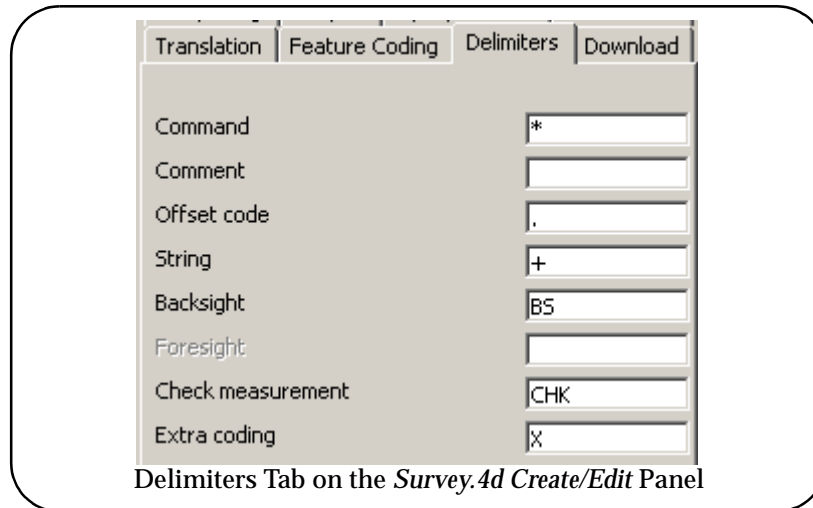 Translation Feature Coding Delimiters Download
Command *
Comment
Offset code .
String +
Backsight BS
Foresight
Check measurement CHK
Extra coding X
Delimiters Tab on the Survey.4d Create/Edit Panel